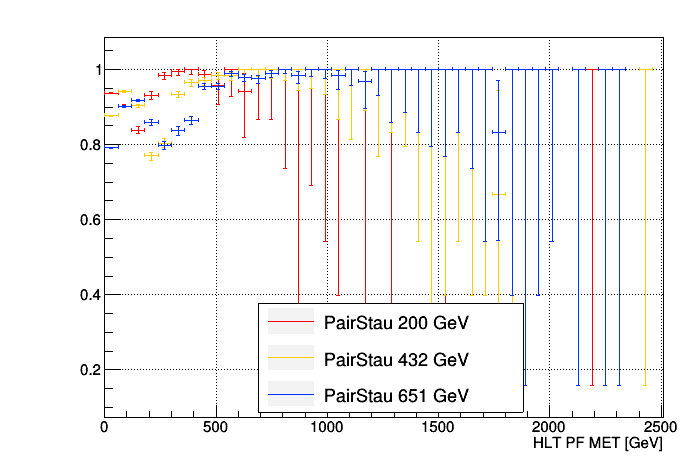 1
0.8
0.6
0.4
0.2
PairStau 200 GeV
PairStau 432 GeV
PairStau 651 GeV
0 500 1000 1500 2000 2500
HLT PF MET [GeV]